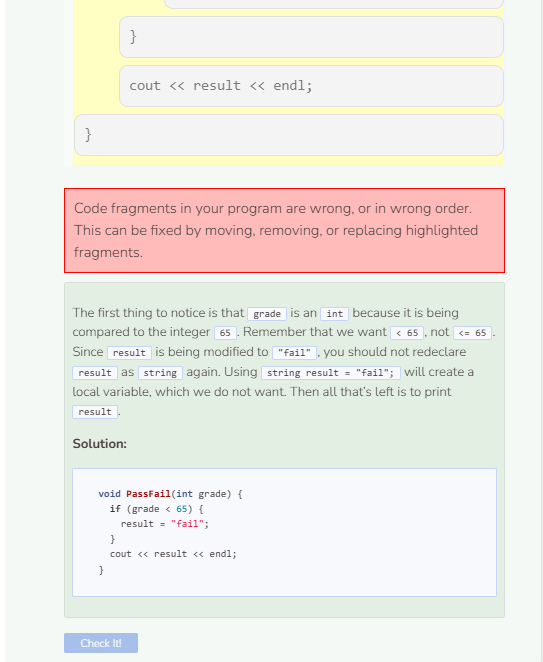 }
cout << result << endl;
}
Code fragments in your program are wrong, or in wrong order.
This can be fixed by moving, removing, or replacing highlighted
fragments.
The first thing to notice is that grade is an int because it is being
compared to the integer 65 . Remember that we want < 65 , not <= 65 .
Since result is being modified to "fail" , you should not redeclare
result as string again. Using string result = "fail"; will create a
local variable, which we do not want. Then all that's left is to print
result .
Solution:
void PassFail(int grade) {
if (grade < 65) {
result = "fail";
}
cout << result << endl;
}
Check It!